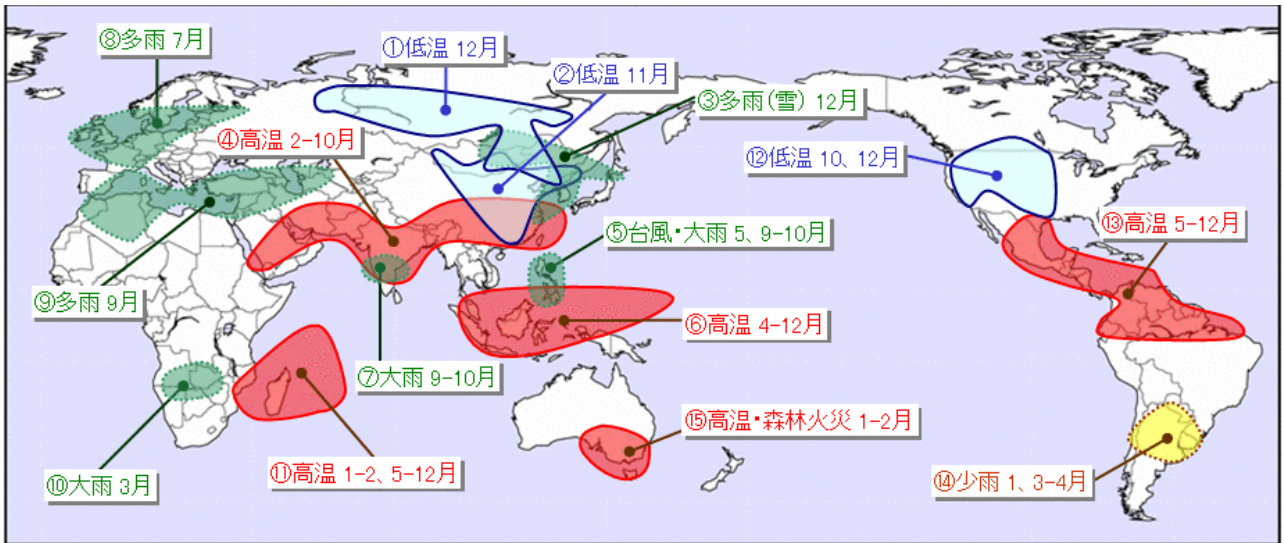 ①低温 12月
②低温 11月
③多雨(雪) 12月
④高温 2-10月
⑤台風・大雨 5、9-10月
⑥高温 4-12月
⑦大雨 9-10月
⑧多雨 7月
⑨多雨 9月
⑩大雨 3月
⑪高温 1-2、5-12月
⑫低温 10、12月
⑬高温 5-12月
⑭少雨 1、3-4月
⑮高温・森林火災 1-2月